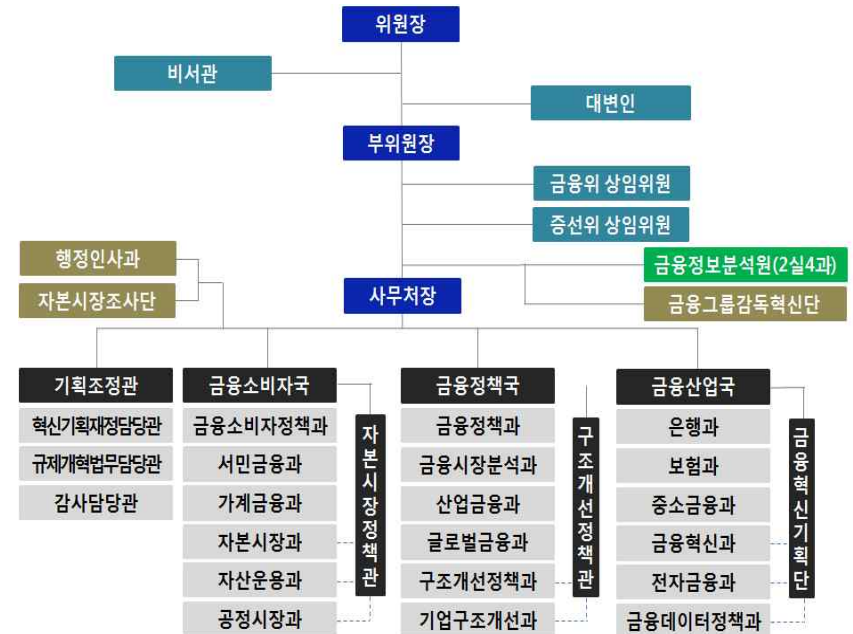 위원장
비서관
대변인
부위원장
금융위 상임위원
증선위 상임위원
행정인사과
자본시장조사단
사무처장
금융정보분석원(2실4과)
금융그룹감독혁신단
기획조정관
혁신기획재정담당관
규제개혁법무담당관
감사담당관
금융소비자국
금융소비자정책과
서민금융과
가계금융과
자본시장과
자산운용과
공정시장과
자본시장정책관
금융정책국
금융정책과
금융시장분석과
산업금융과
글로벌금융과
구조개선정책과
기업구조개선과
구조개선정책관
금융산업국
은행과
보험과
중소금융과
금융혁신과
전자금융과
금융데이터정책과
금융혁신기획단